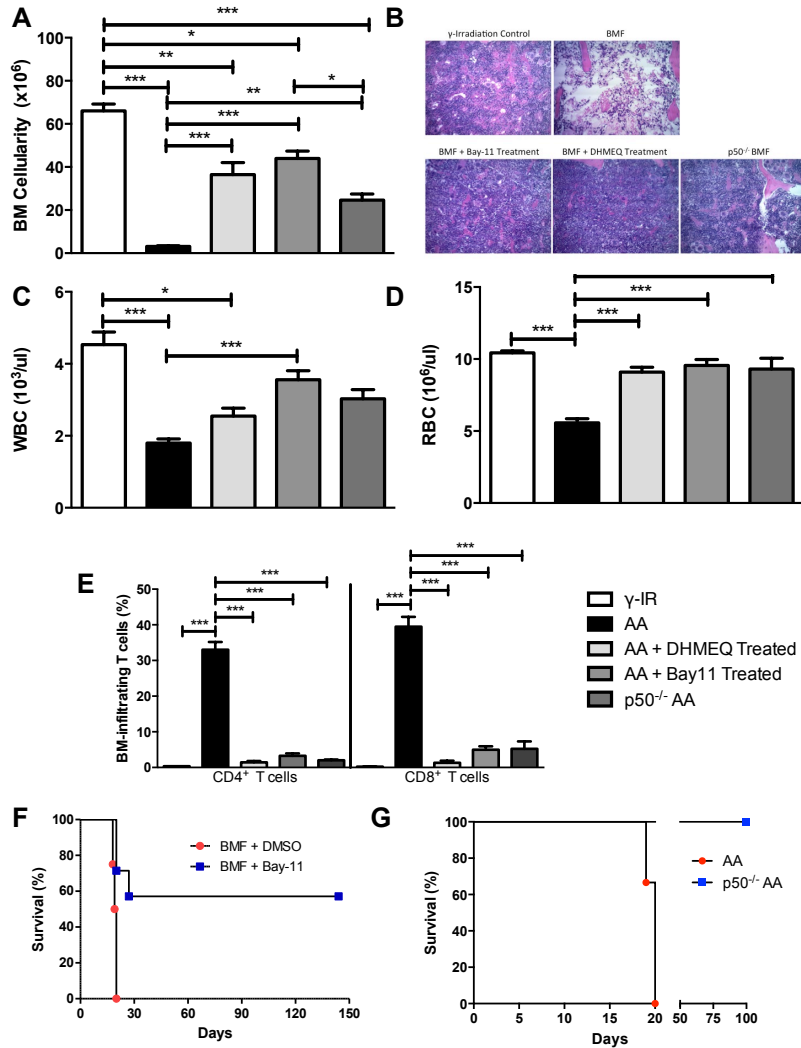 A
BM Cellularity (x10⁶)
100
80
60
40
20
0
***
*
**
***
*
**
***
***
B
γ-Irradiation Control
BMF
BMF + Bay-11 Treatment
BMF + DHMEQ Treatment
p50⁻/⁻ BMF
C
WBC (10³/ul)
6
4
2
0
*
***
***
D
RBC (10⁶/ul)
15
10
5
0
***
***
***
E
BM-infiltrating T cells (%)
50
40
30
20
10
0
***
***
***
***
***
***
***
***
CD4⁺ T cells
CD8⁺ T cells
γ-IR
AA
AA + DHMEQ Treated
AA + Bay11 Treated
p50⁻/⁻ AA
F
Survival (%)
100
80
60
40
20
0
0 30 60 90 120 150
Days
BMF + DMSO
BMF + Bay-11
G
Survival (%)
100
80
60
40
20
0
0 5 10 15 20 50 75 100
Days
AA
p50⁻/⁻ AA